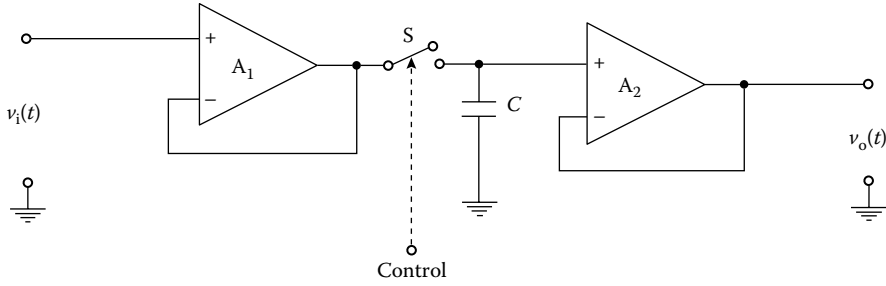 S
+
A₁
−
+
A₂
−
C
vᵢ(t)
vₒ(t)
Control